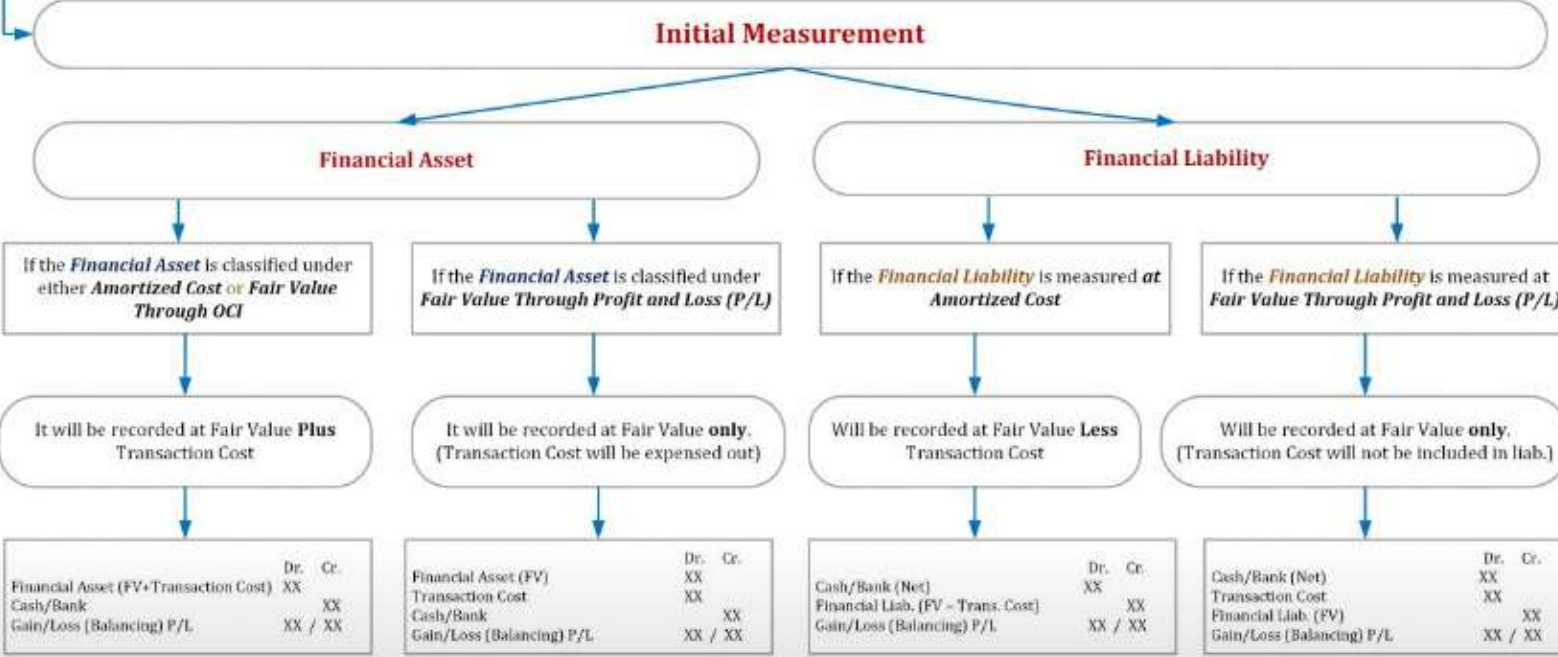 Initial Measurement
Financial Asset
Financial Liability
If the Financial Asset is classified under
either Amortized Cost or Fair Value
Through OCI
If the Financial Asset is classified under
Fair Value Through Profit and Loss (P/L)
If the Financial Liability is measured at
Amortized Cost
If the Financial Liability is measured at
Fair Value Through Profit and Loss (P/L)
It will be recorded at Fair Value Plus
Transaction Cost
It will be recorded at Fair Value only.
(Transaction Cost will be expensed out)
Will be recorded at Fair Value Less
Transaction Cost
Will be recorded at Fair Value only.
(Transaction Cost will not be included in liab.)
Dr. Cr.
Financial Asset (FV+Transaction Cost) XX
Cash/Bank XX
Gain/Loss (Balancing) P/L XX / XX
Dr. Cr.
Financial Asset (FV) XX
Transaction Cost XX
Cash/Bank XX
Gain/Loss (Balancing) P/L XX / XX
Dr. Cr.
Cash/Bank (Net) XX
Financial Liab. (FV – Trans. Cost) XX
Gain/Loss (Balancing) P/L XX / XX
Dr. Cr.
Cash/Bank (Net) XX
Transaction Cost XX
Financial Liab. (FV) XX
Gain/Loss (Balancing) P/L XX / XX